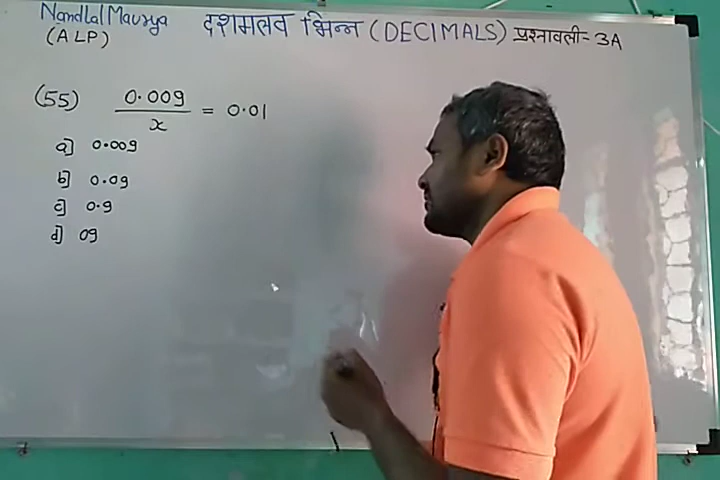 Nandlal Maurya
(ALP)
दशमलव भिन्न (DECIMALS) प्रश्नावली- 3A
(55) 0.009 / x = 0.01
a] 0.009
b] 0.09
c] 0.9
d] 09